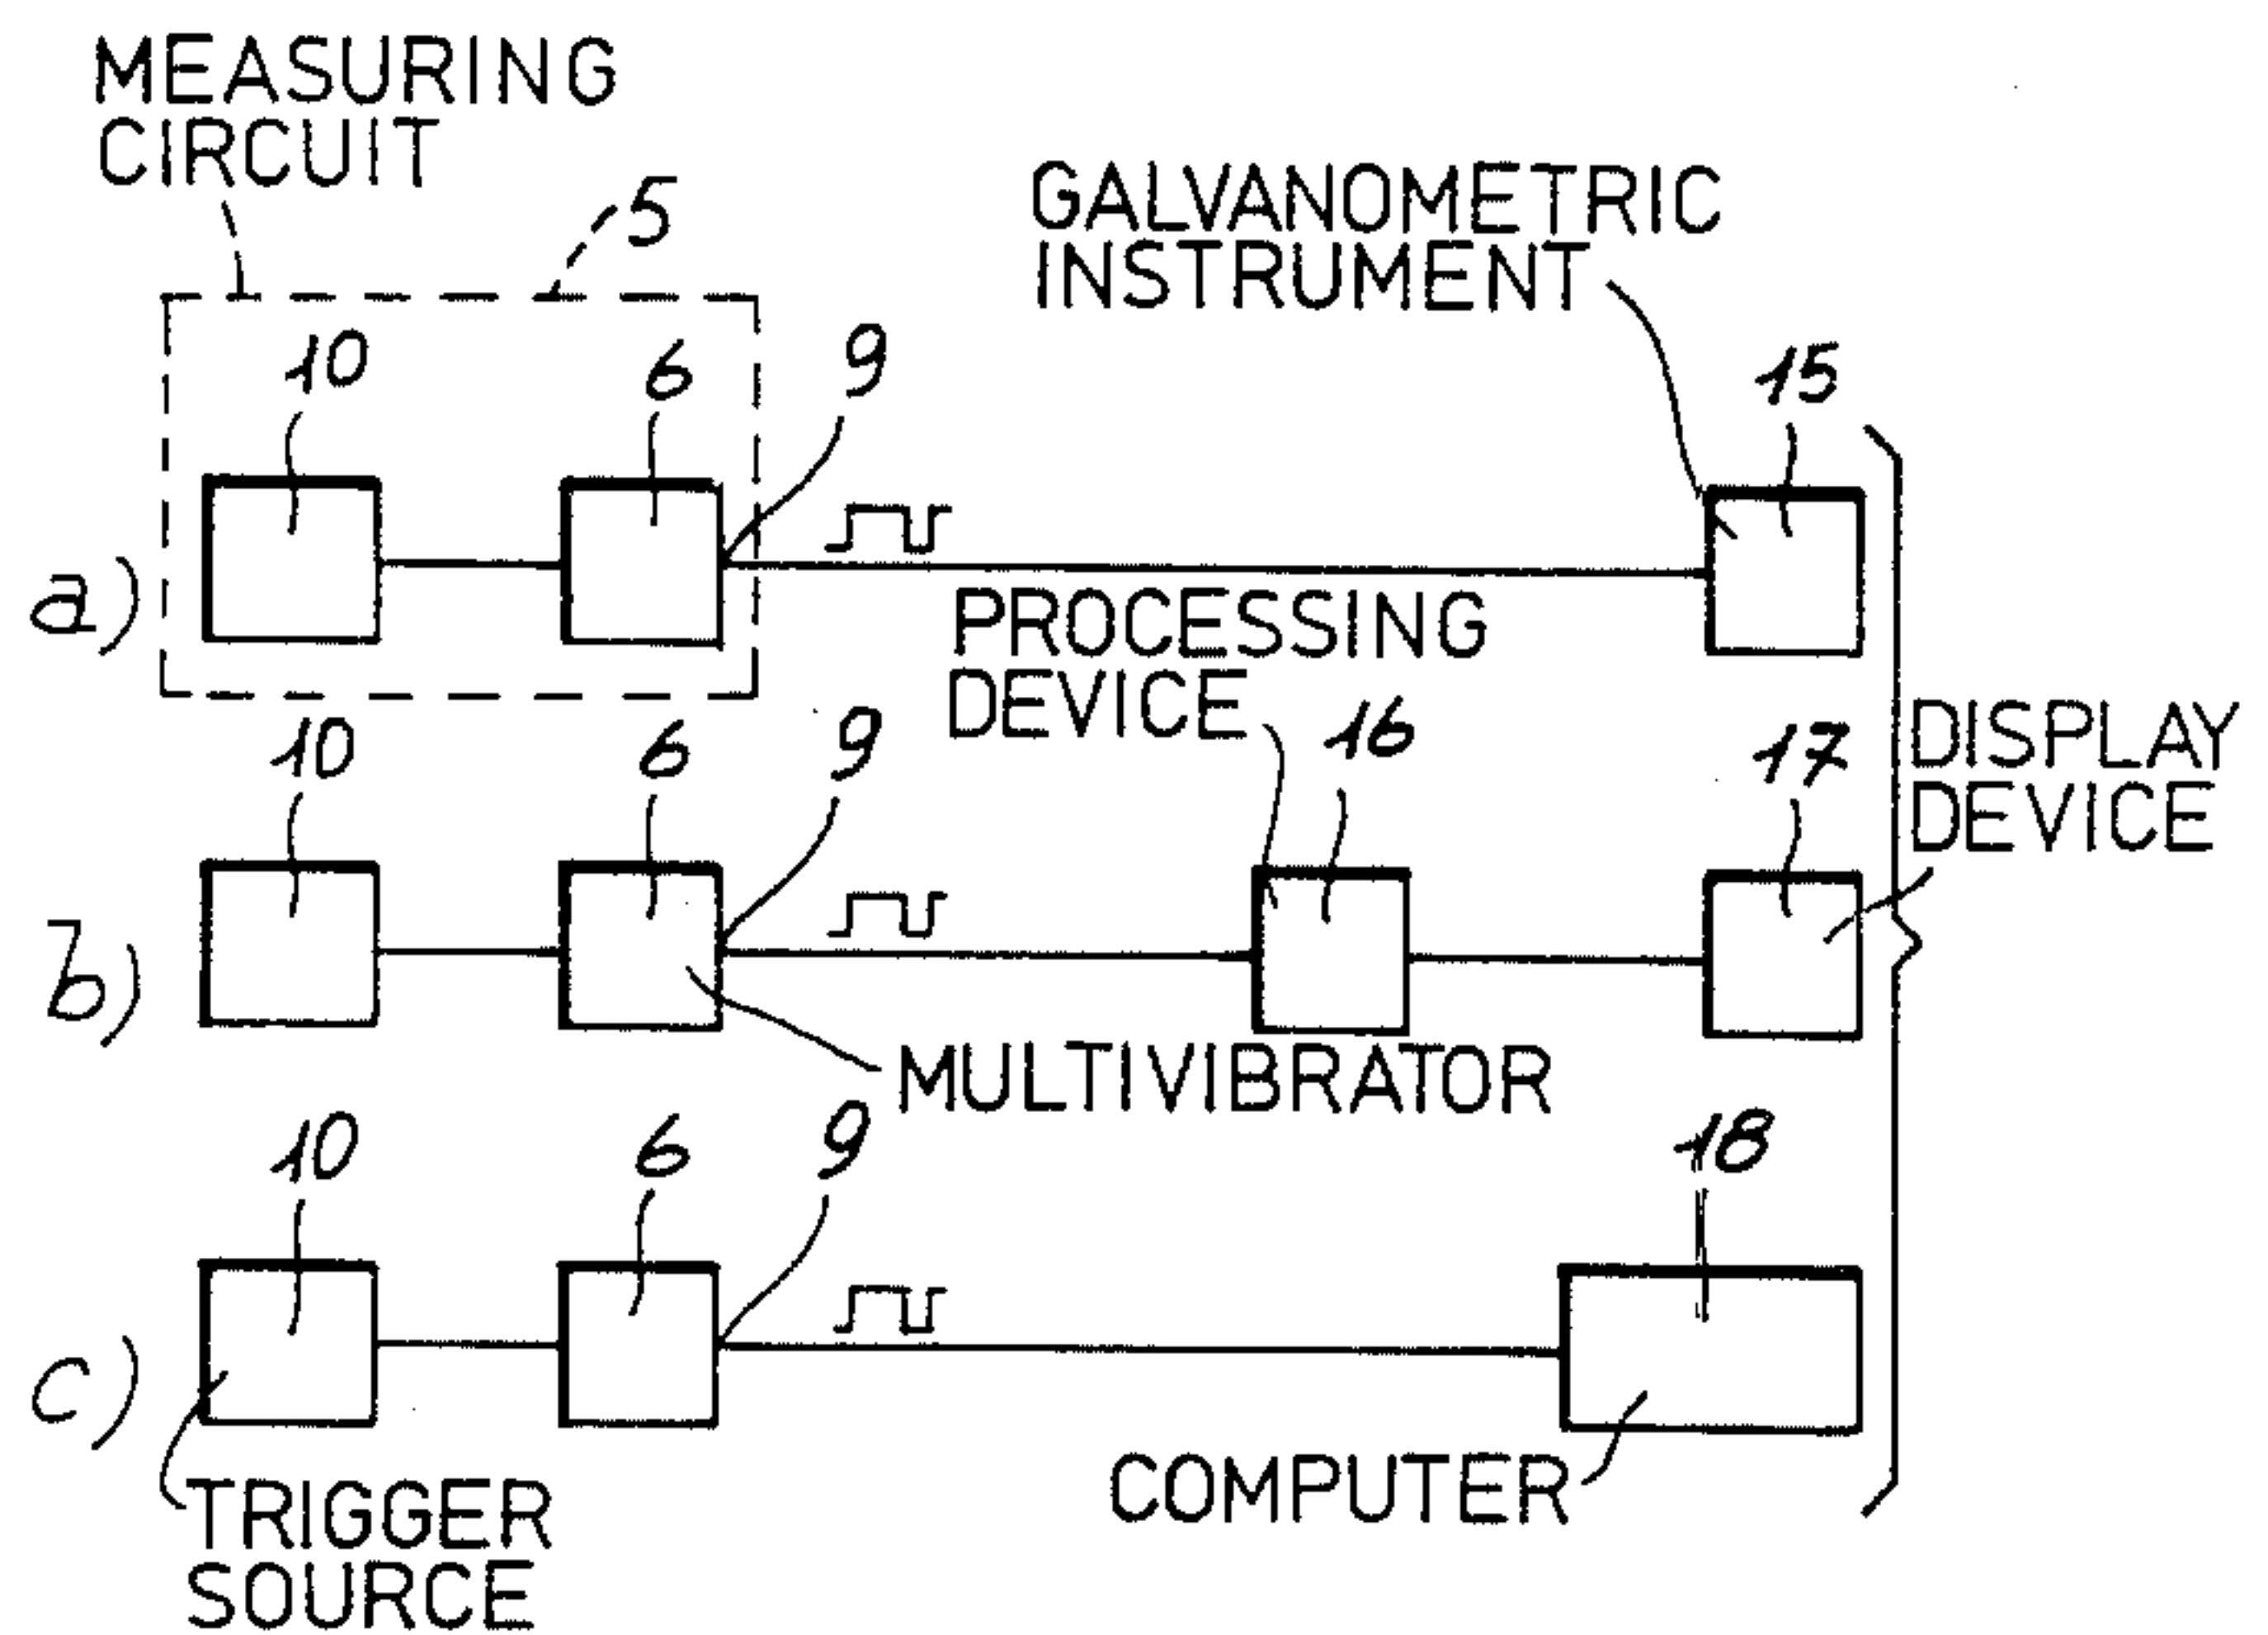 MEASURING
CIRCUIT
5
GALVANOMETRIC
INSTRUMENT
10
6
9
15
a)
PROCESSING
DEVICE
10
6
9
16
17
DISPLAY
DEVICE
b)
MULTIVIBRATOR
10
6
9
18
c)
COMPUTER
TRIGGER
SOURCE